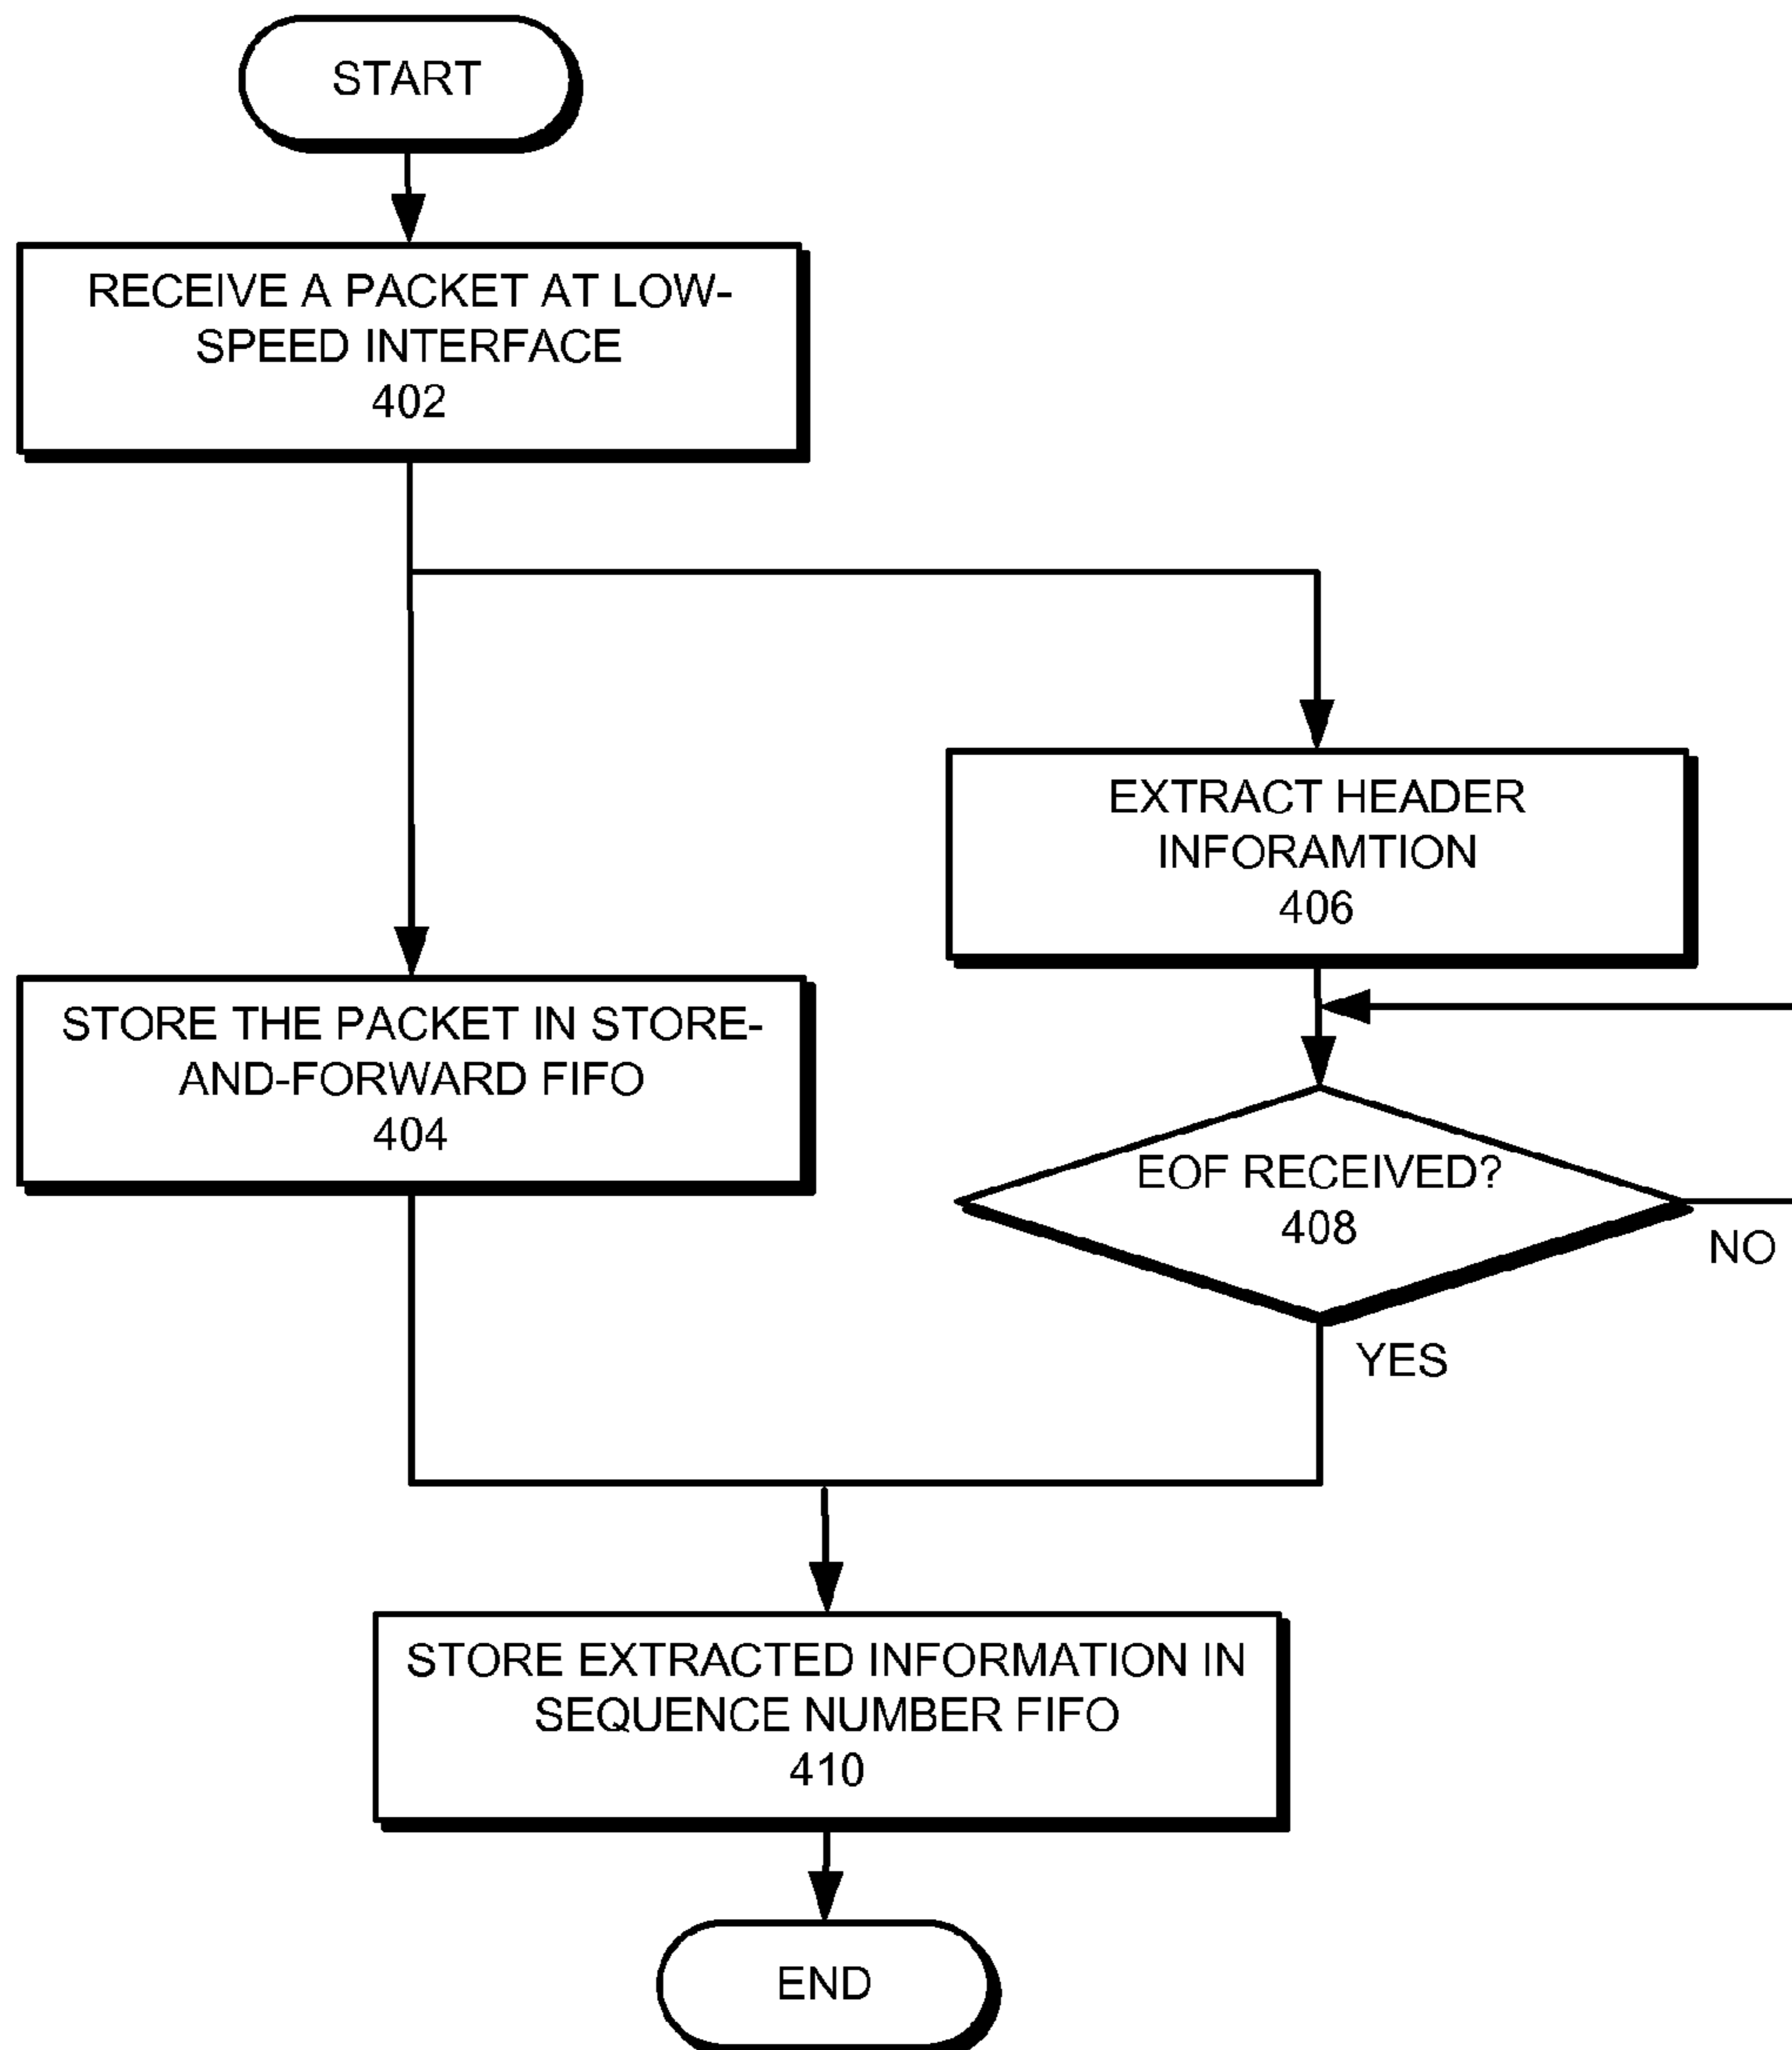 START
RECEIVE A PACKET AT LOW-
SPEED INTERFACE
402
EXTRACT HEADER
INFORAMTION
406
STORE THE PACKET IN STORE-
AND-FORWARD FIFO
404
EOF RECEIVED?
408
NO
YES
STORE EXTRACTED INFORMATION IN
SEQUENCE NUMBER FIFO
410
END